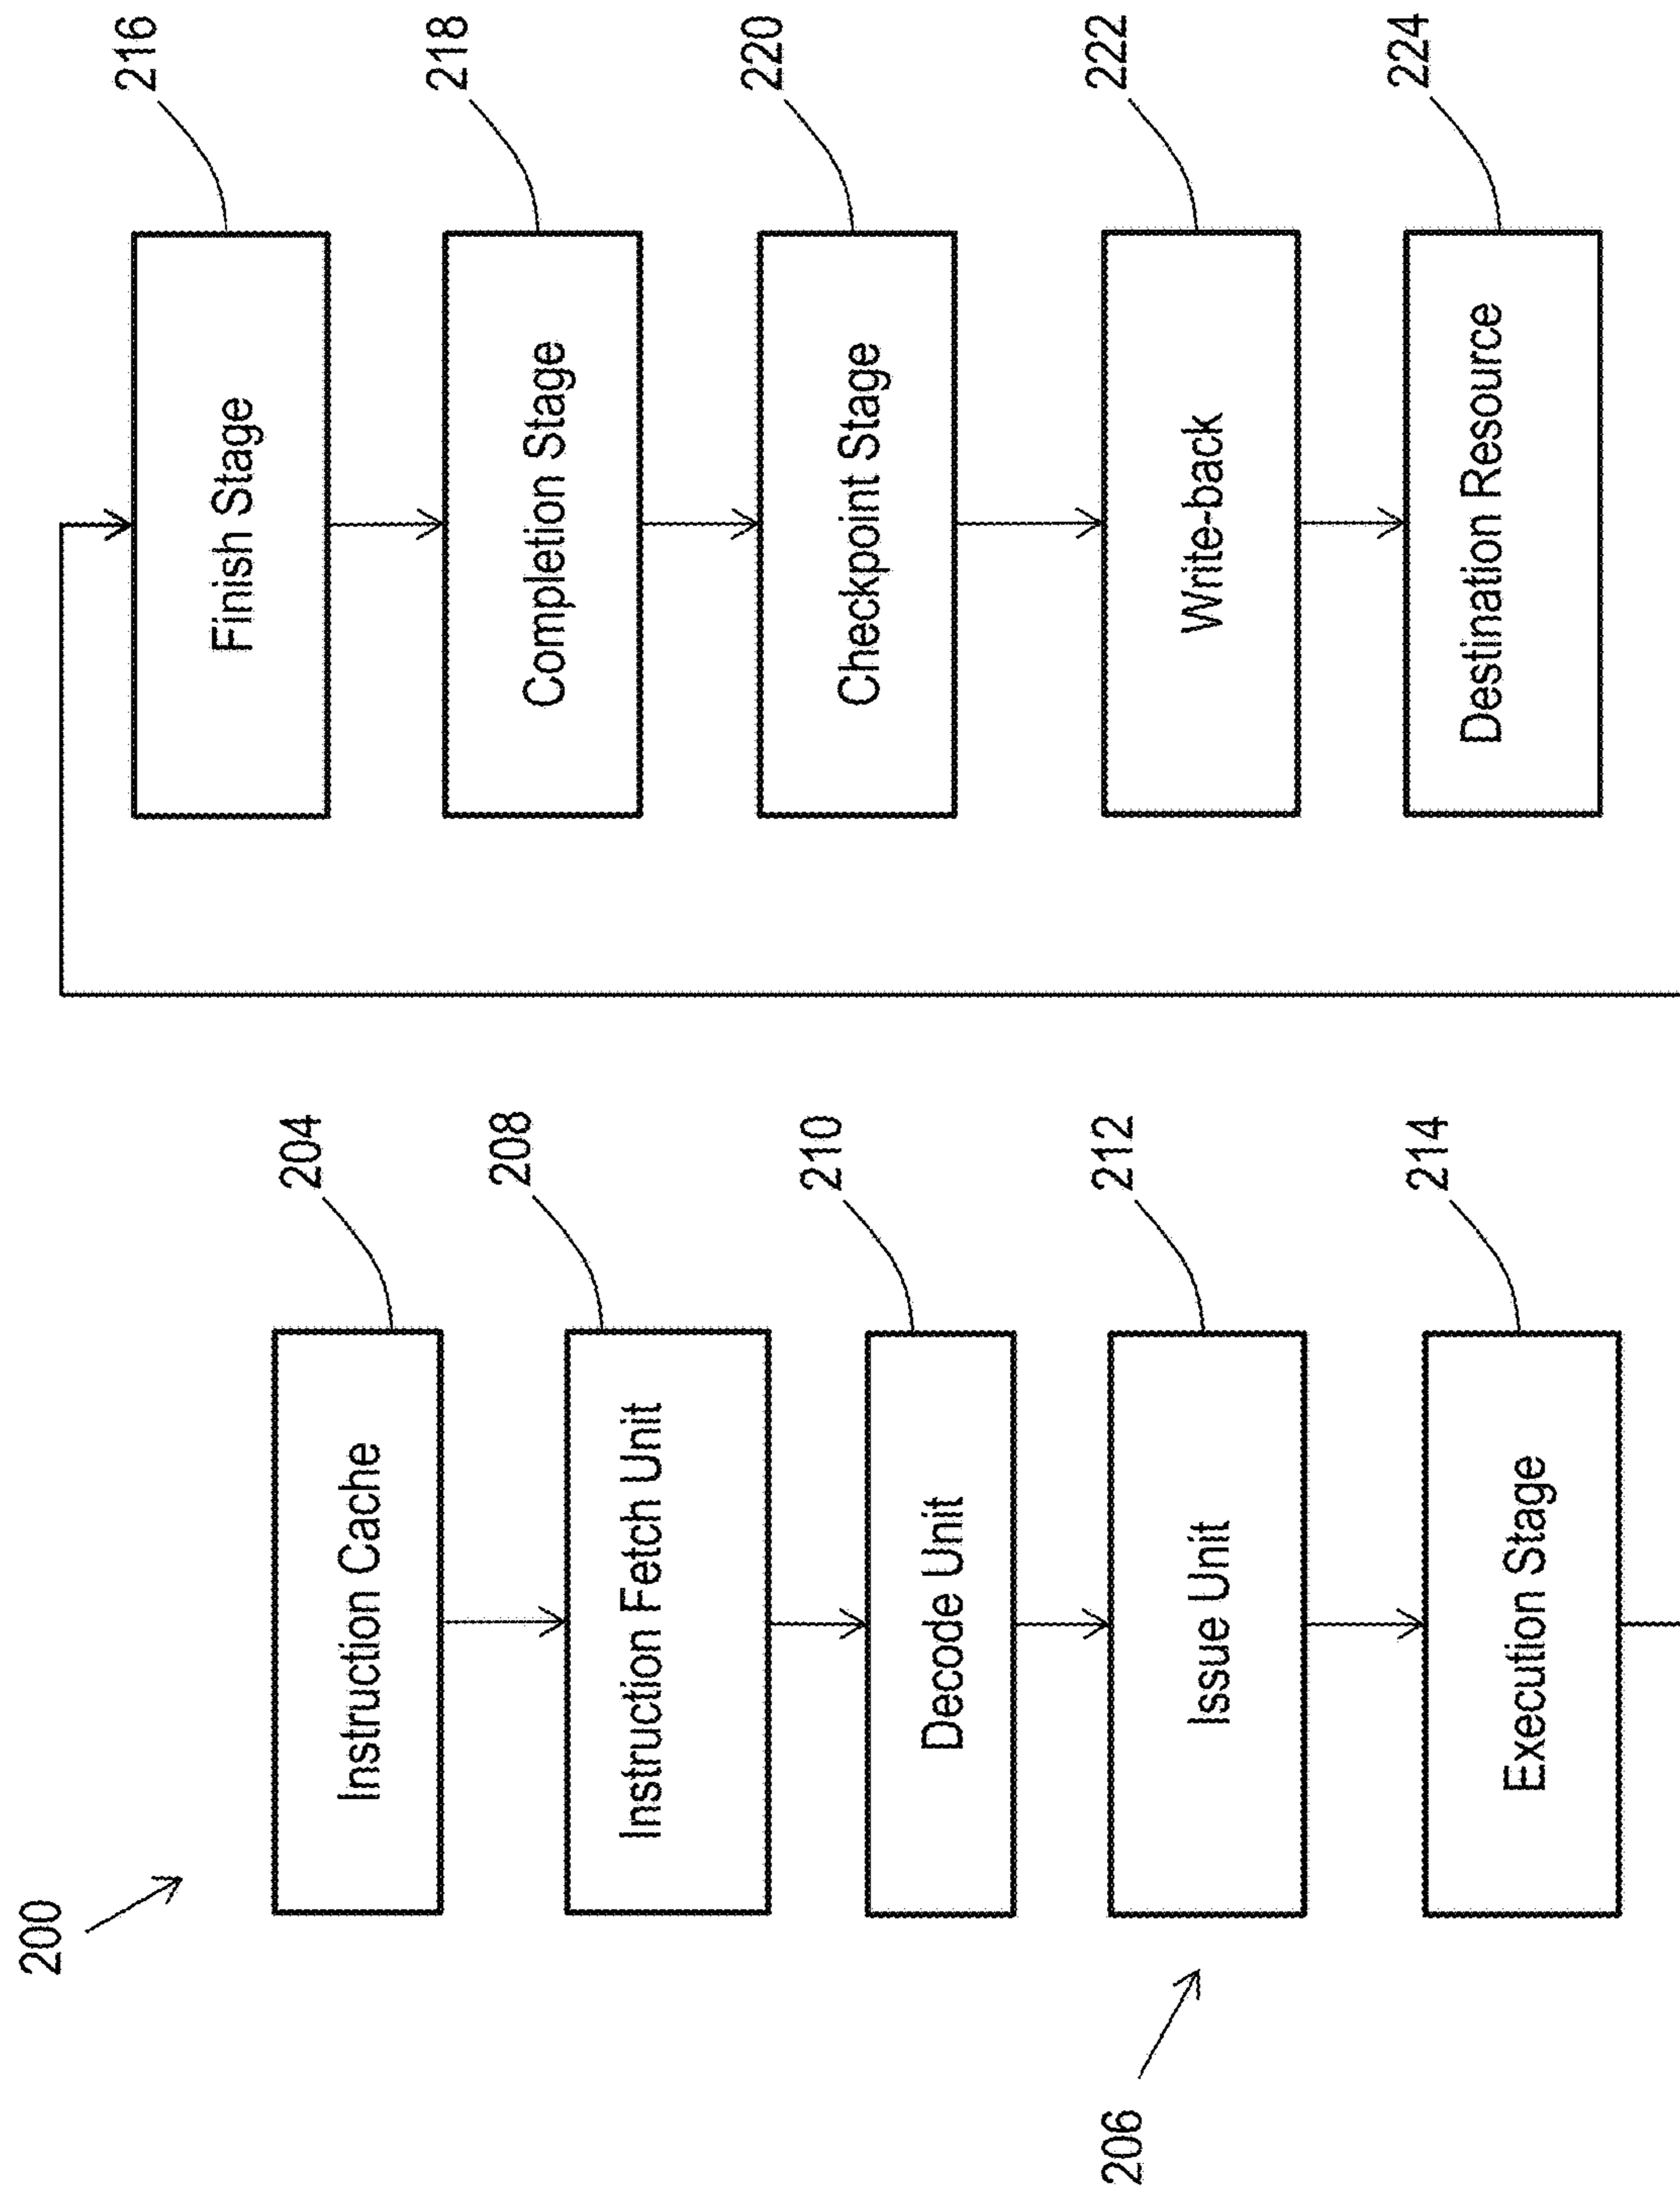 200
204
Instruction Cache
208
Instruction Fetch Unit
210
Decode Unit
206
212
Issue Unit
214
Execution Stage
216
Finish Stage
218
Completion Stage
220
Checkpoint Stage
222
Write-back
224
Destination Resource